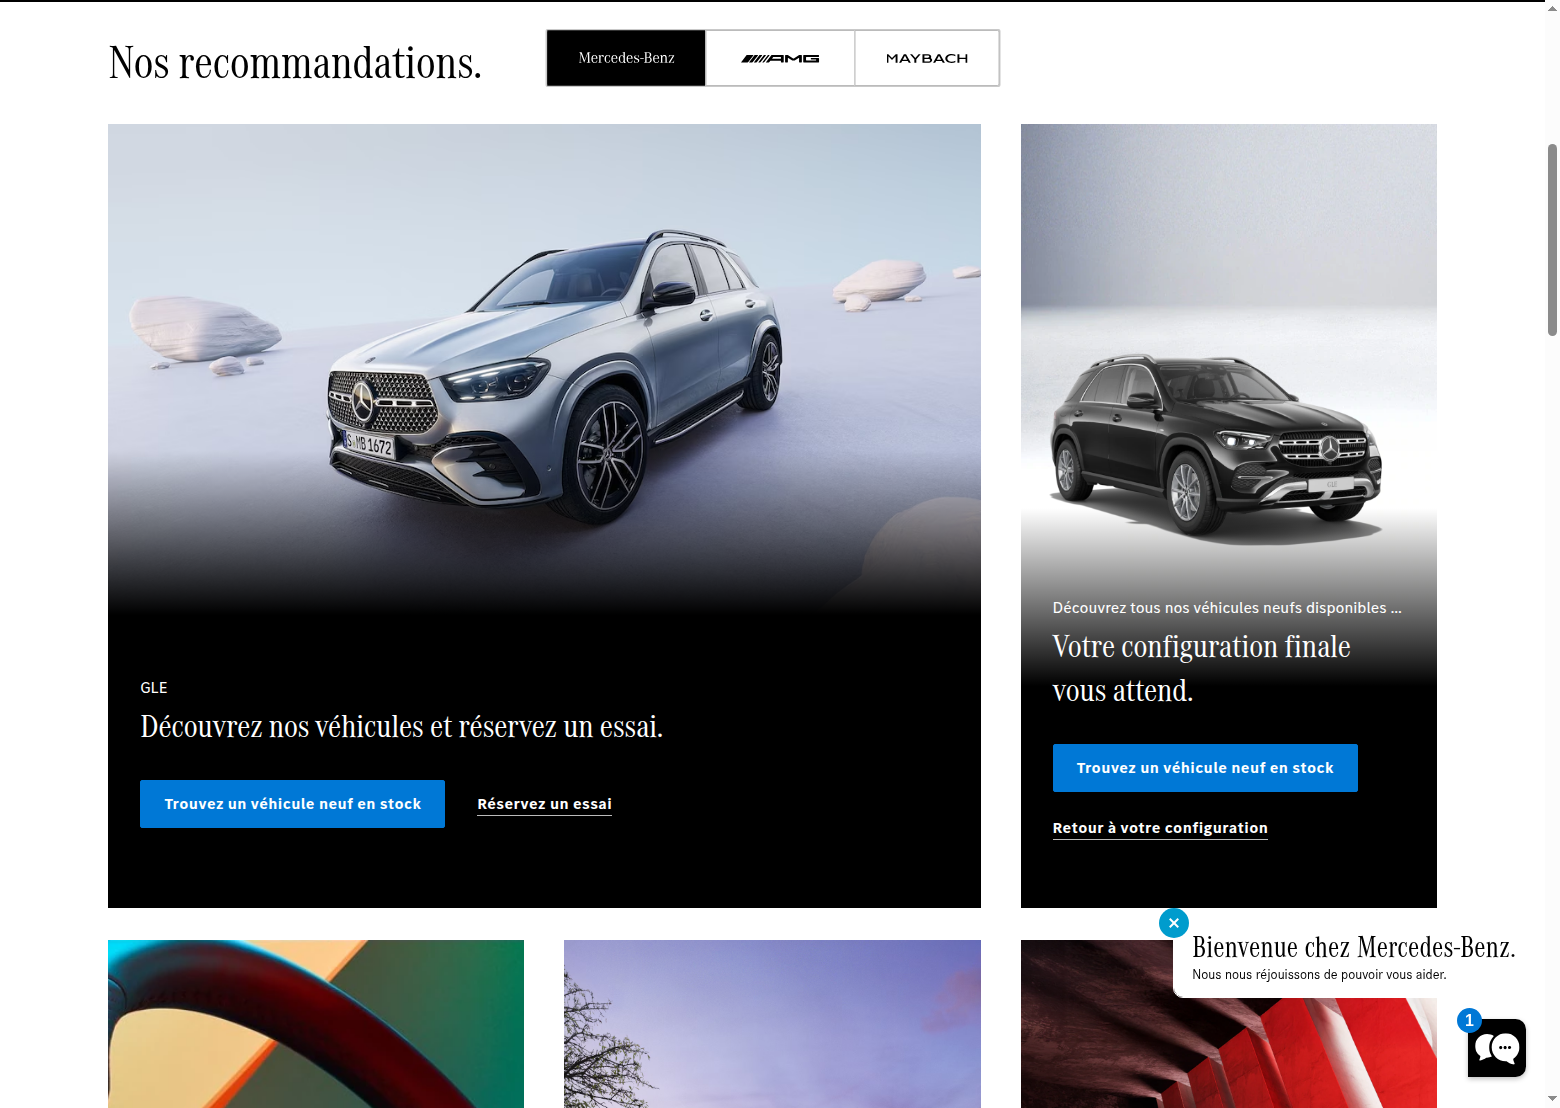 Nos recommandations.
Mercedes-Benz
AMG
MAYBACH
S MB 1672
GLE
Découvrez nos véhicules et réservez un essai.
Trouvez un véhicule neuf en stock
Réservez un essai
GLE
Découvrez tous nos véhicules neufs disponibles ...
Votre configuration finale
vous attend.
Trouvez un véhicule neuf en stock
Retour à votre configuration
Bienvenue chez Mercedes-Benz.
Nous nous réjouissons de pouvoir vous aider.
1